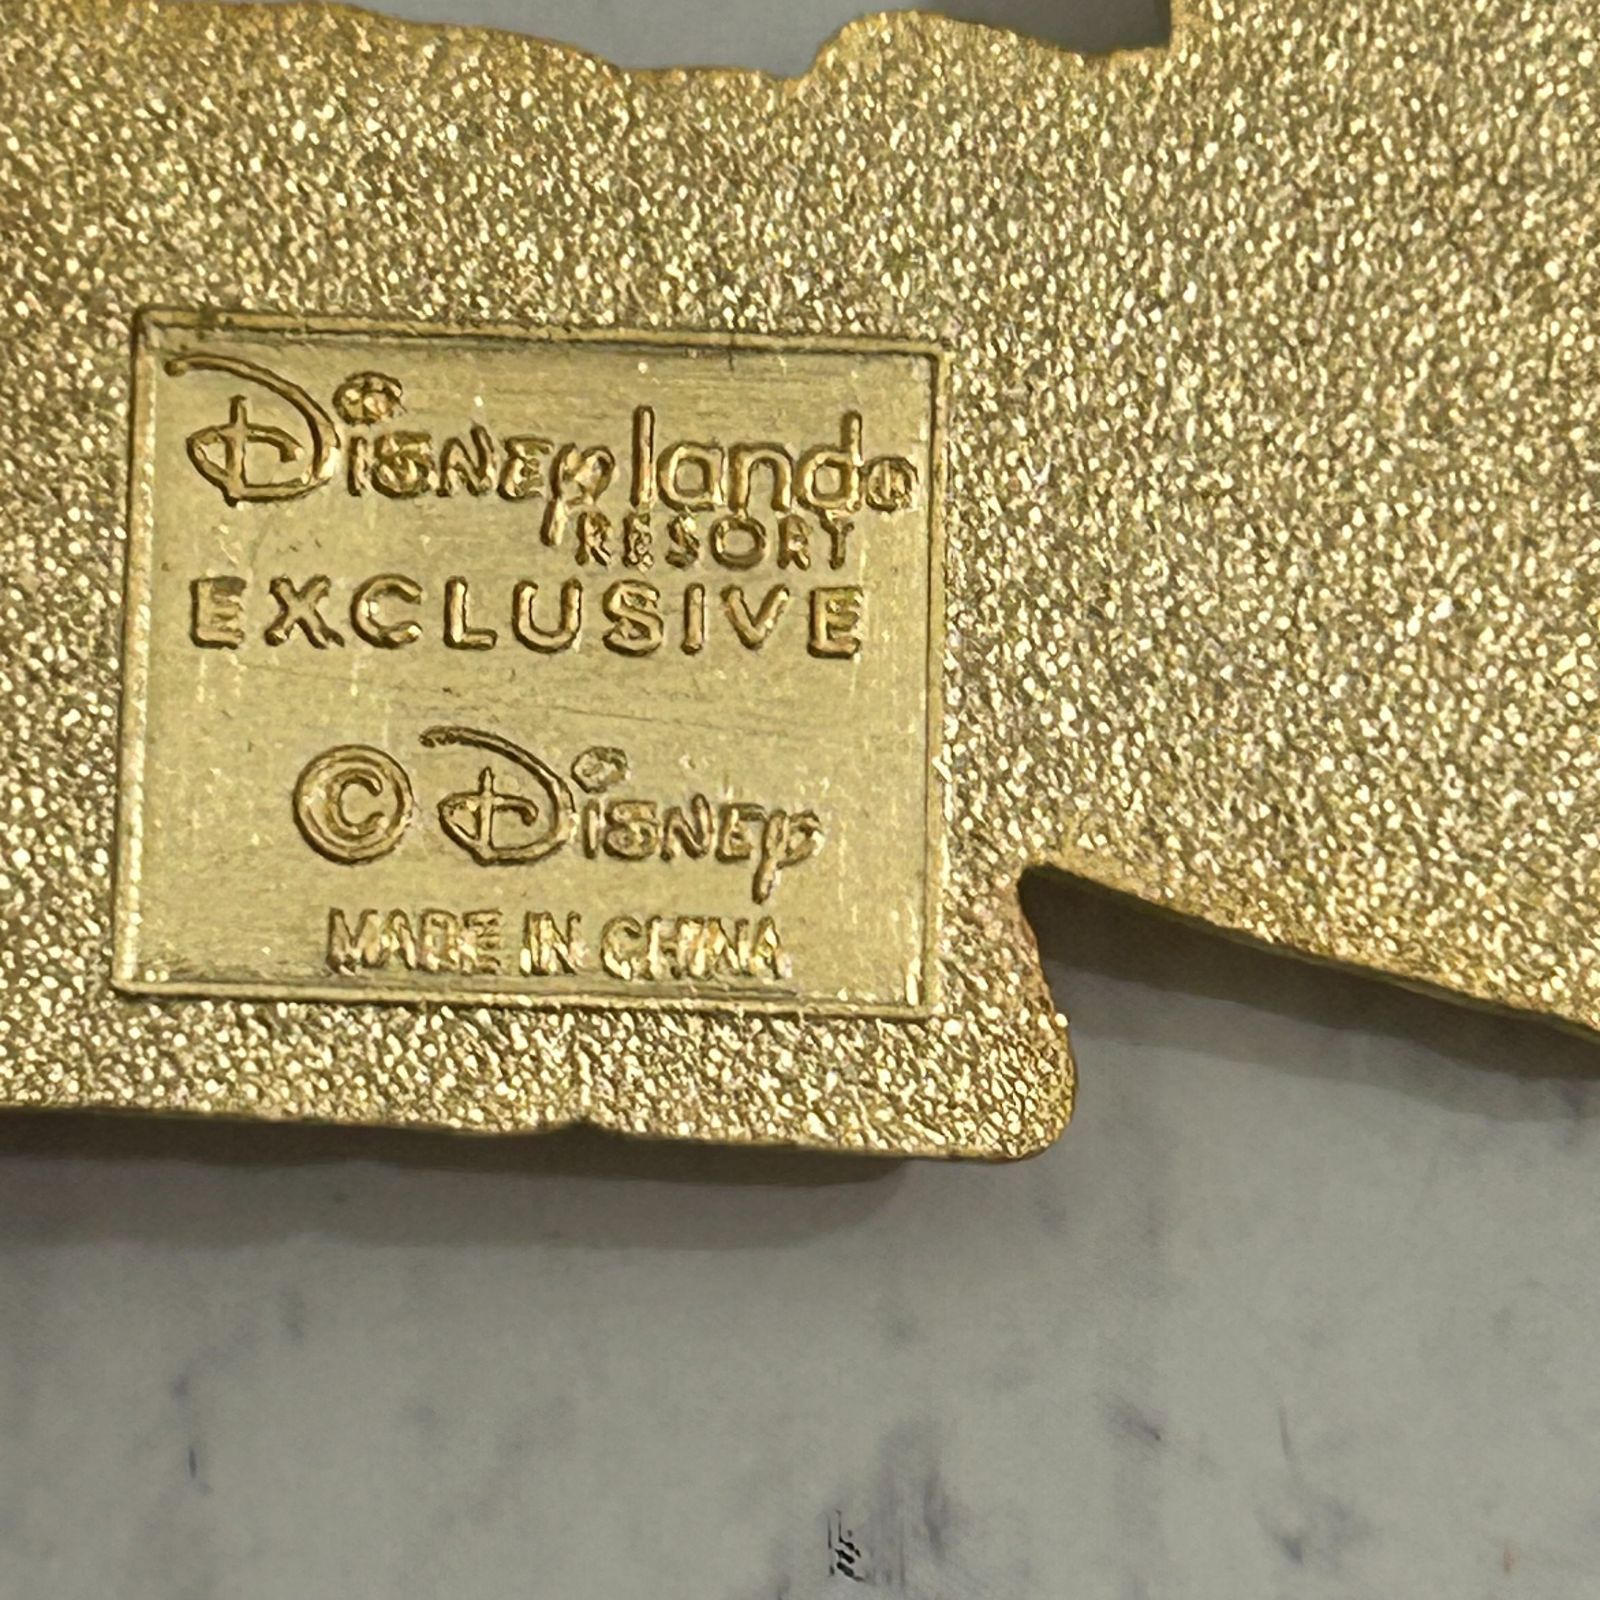 Disneyland®
RESORT
EXCLUSIVE
© Disney
MADE IN CHINA